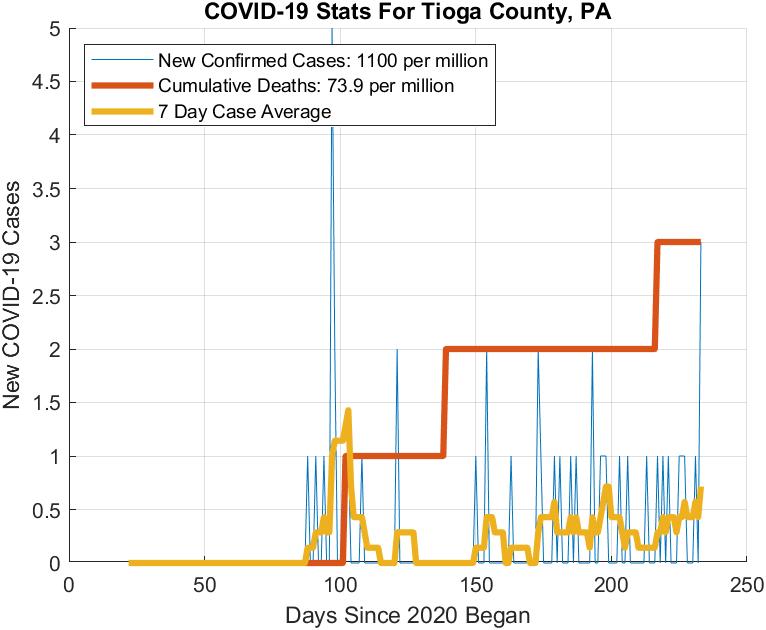 COVID-19 Stats For Tioga County, PA
New Confirmed Cases: 1100 per million
Cumulative Deaths: 73.9 per million
7 Day Case Average
New COVID-19 Cases
5
4.5
4
3.5
3
2.5
2
1.5
1
0.5
0
0 50 100 150 200 250
Days Since 2020 Began